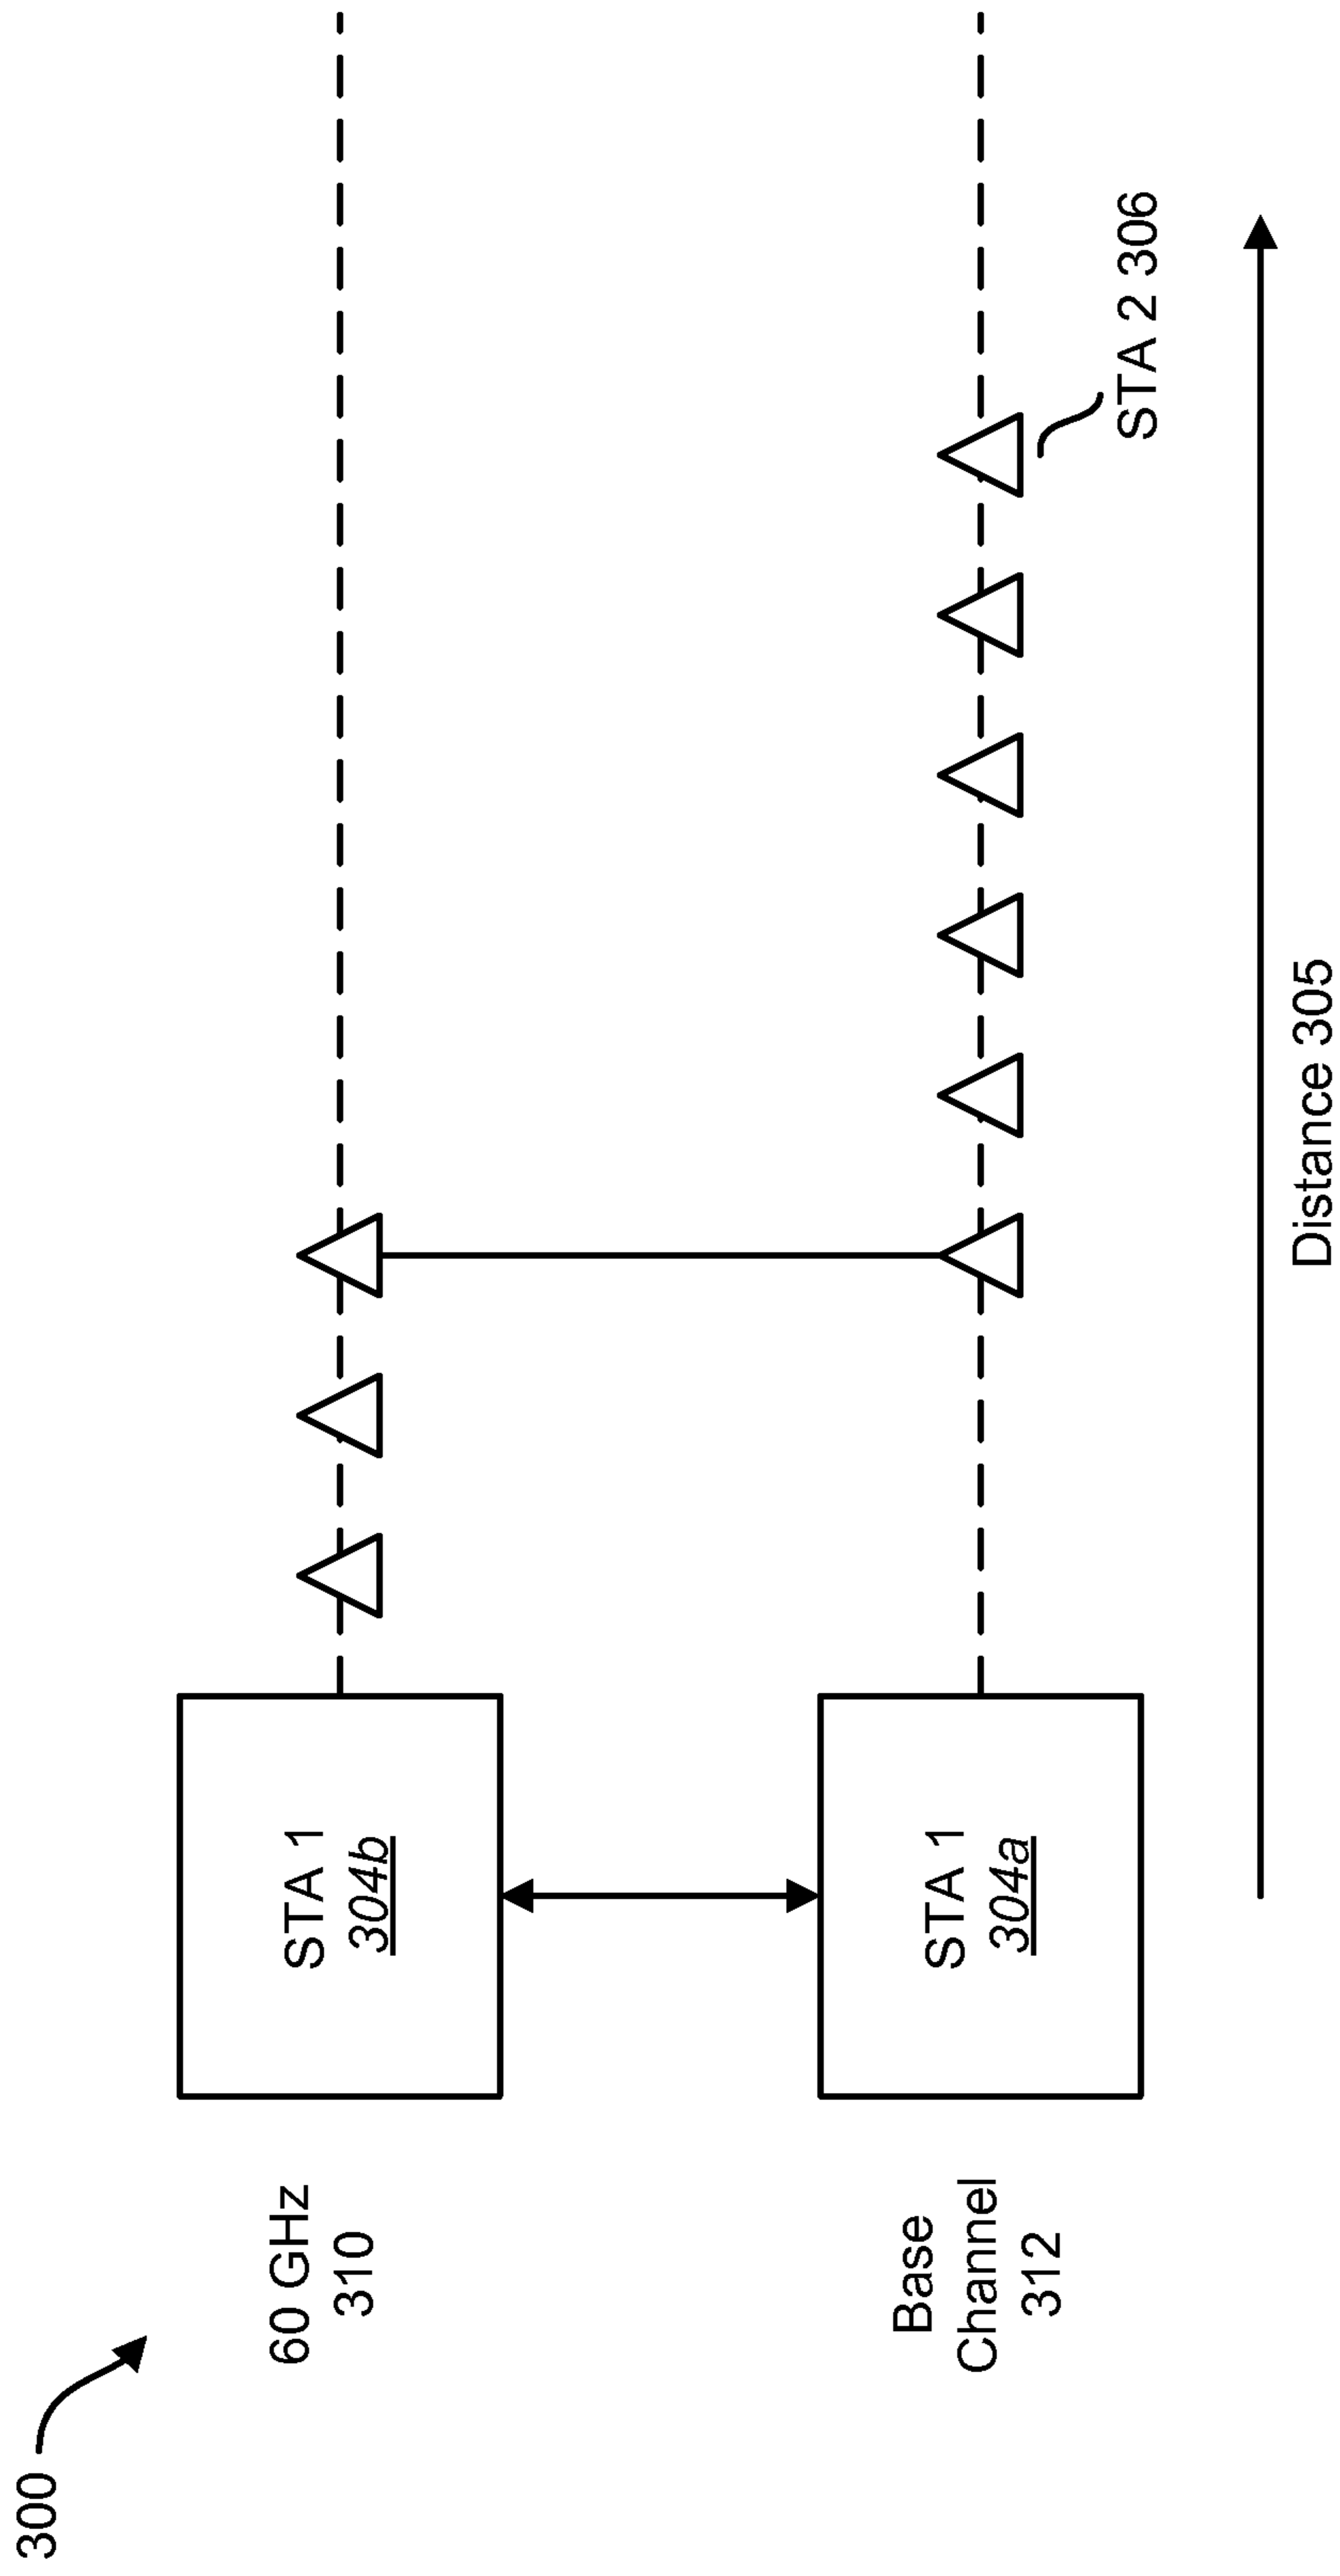 300
60 GHz
310
STA 1
304b
Base
Channel
312
STA 1
304a
STA 2 306
Distance 305